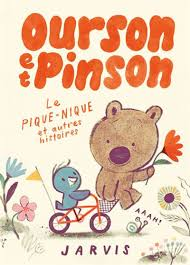 Ourson
et Pinson
Le
PIQUE-NIQUE
et autres
histoires
AAAH!
JARVIS